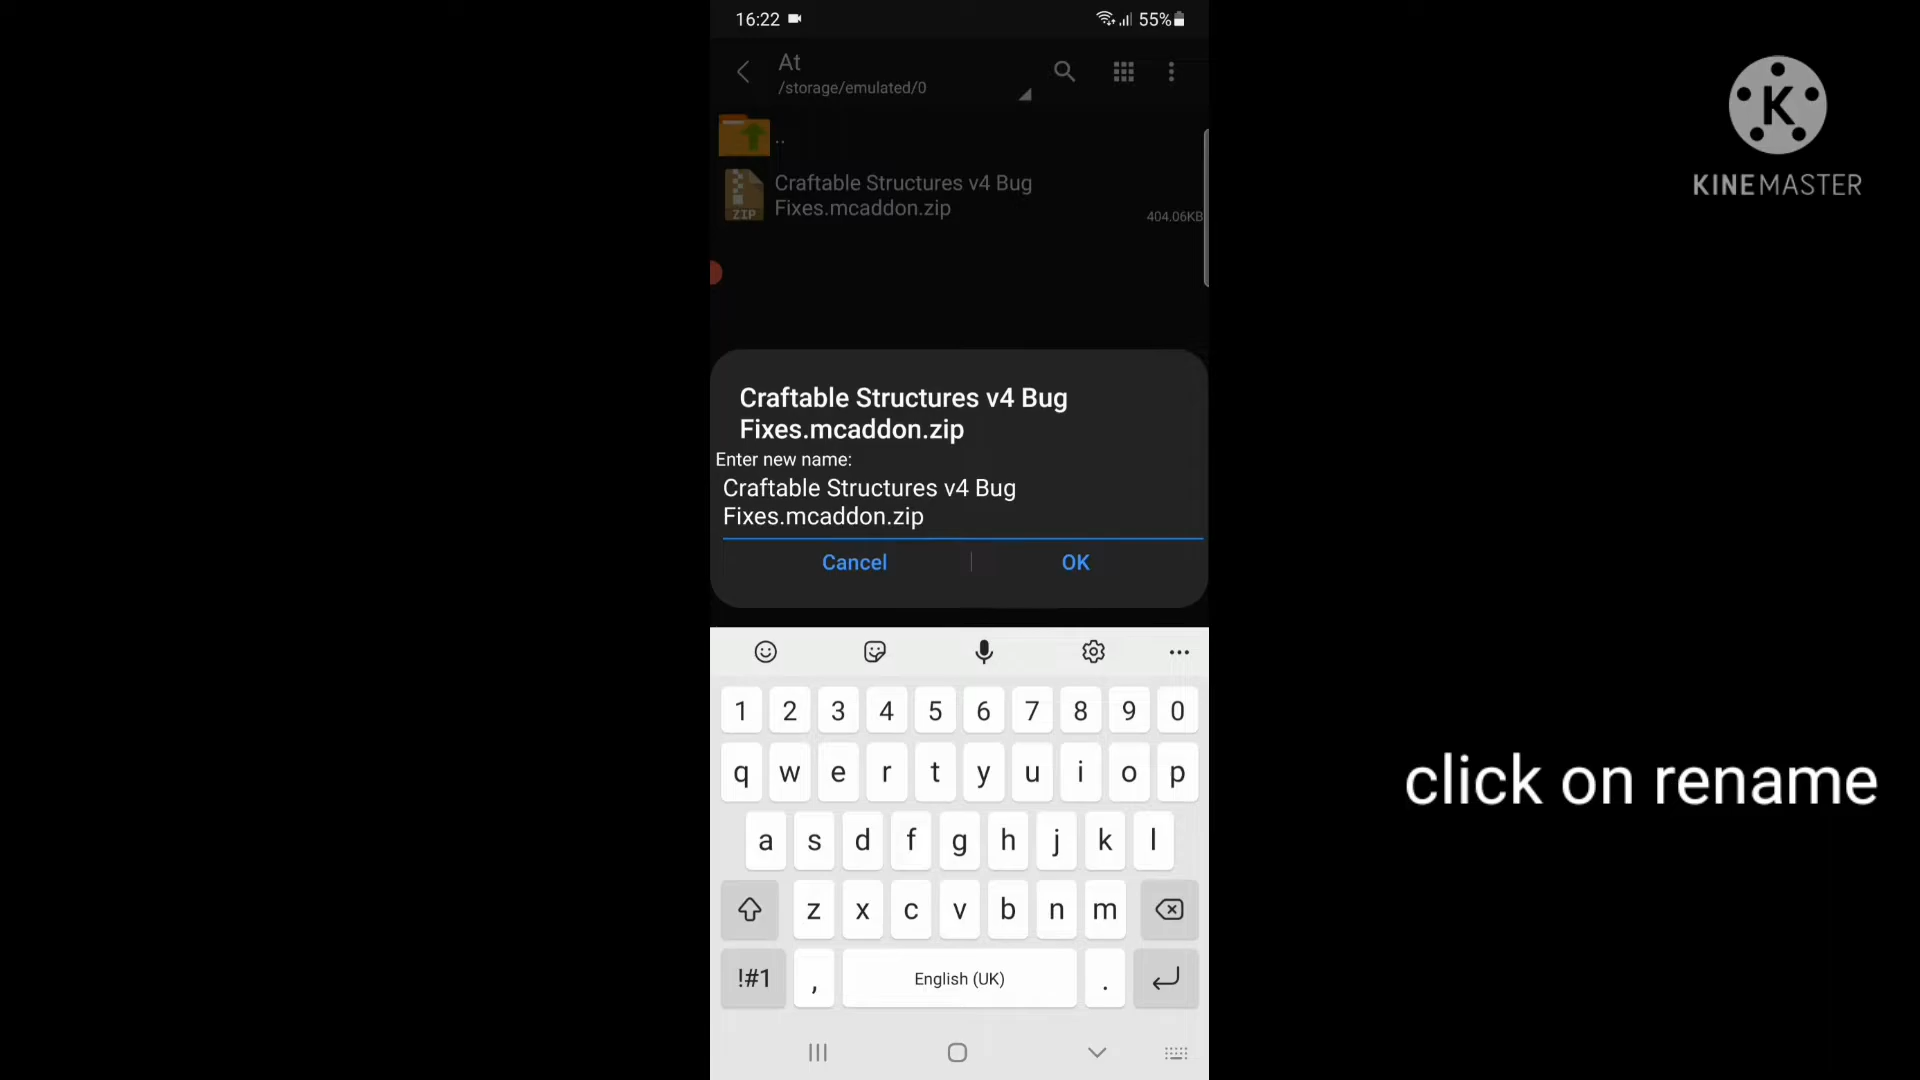 16:22
55%
At
/storage/emulated/0
..
ZIP
Craftable Structures v4 Bug
Fixes.mcaddon.zip
404.06KB
Craftable Structures v4 Bug
Fixes.mcaddon.zip
Enter new name:
Craftable Structures v4 Bug
Fixes.mcaddon.zip
Cancel
OK
1 2 3 4 5 6 7 8 9 0
q w e r t y u i o p
a s d f g h j k l
z x c v b n m
!#1 , English (UK) .
K
KINEMASTER
click on rename